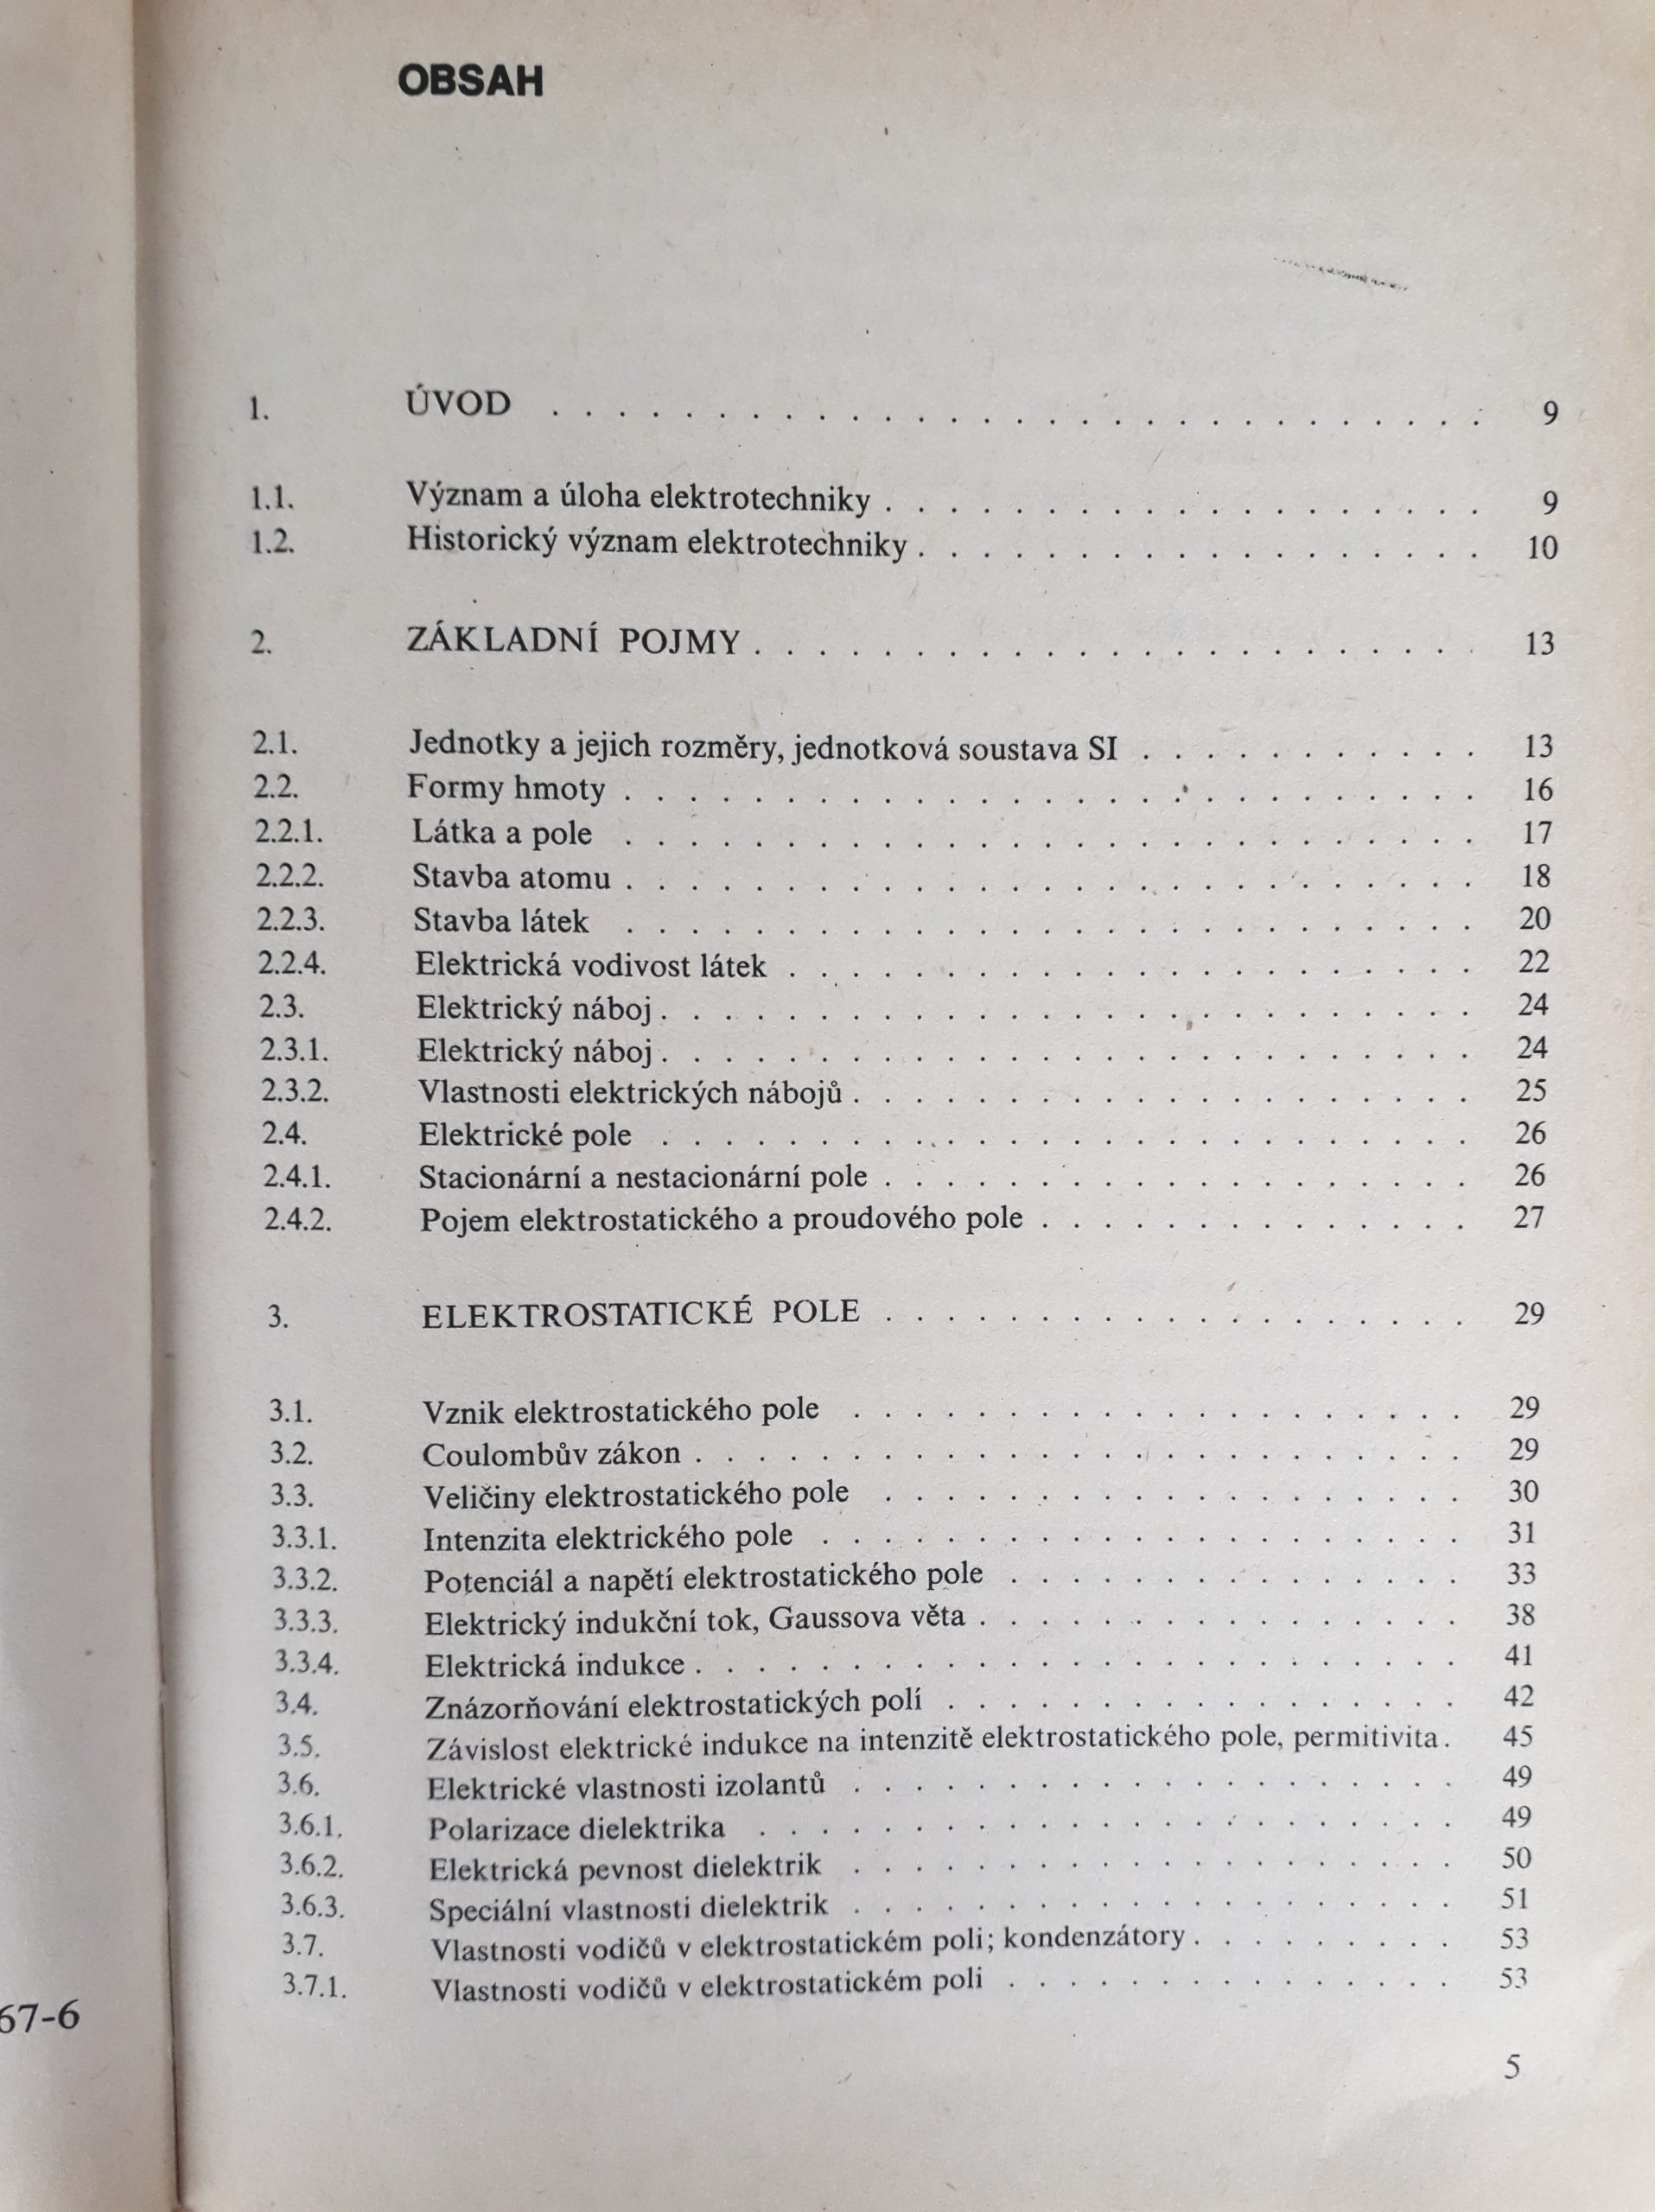 OBSAH
1. ÚVOD . . . . . . . . . . . . . . . . . . . . . . . . . . . . . 9
1.1. Význam a úloha elektrotechniky . . . . . . . . . . . . . . . . . . . 9
1.2. Historický význam elektrotechniky . . . . . . . . . . . . . . . . . . 10
2. ZÁKLADNÍ POJMY . . . . . . . . . . . . . . . . . . . . . . . 13
2.1. Jednotky a jejich rozměry, jednotková soustava SI . . . . . . . . . . . 13
2.2. Formy hmoty . . . . . . . . . . . . . . . . . . . . . . . . . . . 16
2.2.1. Látka a pole . . . . . . . . . . . . . . . . . . . . . . . . . . . 17
2.2.2. Stavba atomu . . . . . . . . . . . . . . . . . . . . . . . . . . . 18
2.2.3. Stavba látek . . . . . . . . . . . . . . . . . . . . . . . . . . . 20
2.2.4. Elektrická vodivost látek . . . . . . . . . . . . . . . . . . . . . . 22
2.3. Elektrický náboj . . . . . . . . . . . . . . . . . . . . . . . . . . 24
2.3.1. Elektrický náboj . . . . . . . . . . . . . . . . . . . . . . . . . . 24
2.3.2. Vlastnosti elektrických nábojů . . . . . . . . . . . . . . . . . . . . 25
2.4. Elektrické pole . . . . . . . . . . . . . . . . . . . . . . . . . . 26
2.4.1. Stacionární a nestacionární pole . . . . . . . . . . . . . . . . . . . 26
2.4.2. Pojem elektrostatického a proudového pole . . . . . . . . . . . . . . 27
3. ELEKTROSTATICKÉ POLE . . . . . . . . . . . . . . . . . . . 29
3.1. Vznik elektrostatického pole . . . . . . . . . . . . . . . . . . . . 29
3.2. Coulombův zákon . . . . . . . . . . . . . . . . . . . . . . . . . 29
3.3. Veličiny elektrostatického pole . . . . . . . . . . . . . . . . . . . 30
3.3.1. Intenzita elektrického pole . . . . . . . . . . . . . . . . . . . . . 31
3.3.2. Potenciál a napětí elektrostatického pole . . . . . . . . . . . . . . . 33
3.3.3. Elektrický indukční tok, Gaussova věta . . . . . . . . . . . . . . . . 38
3.3.4. Elektrická indukce . . . . . . . . . . . . . . . . . . . . . . . . . 41
3.4. Znázorňování elektrostatických polí . . . . . . . . . . . . . . . . . 42
3.5. Závislost elektrické indukce na intenzitě elektrostatického pole, permitivita . 45
3.6. Elektrické vlastnosti izolantů . . . . . . . . . . . . . . . . . . . . 49
3.6.1. Polarizace dielektrika . . . . . . . . . . . . . . . . . . . . . . . 49
3.6.2. Elektrická pevnost dielektrik . . . . . . . . . . . . . . . . . . . . 50
3.6.3. Speciální vlastnosti dielektrik . . . . . . . . . . . . . . . . . . . . 51
3.7. Vlastnosti vodičů v elektrostatickém poli; kondenzátory . . . . . . . . . 53
3.7.1. Vlastnosti vodičů v elektrostatickém poli . . . . . . . . . . . . . . . 53
67-6
5